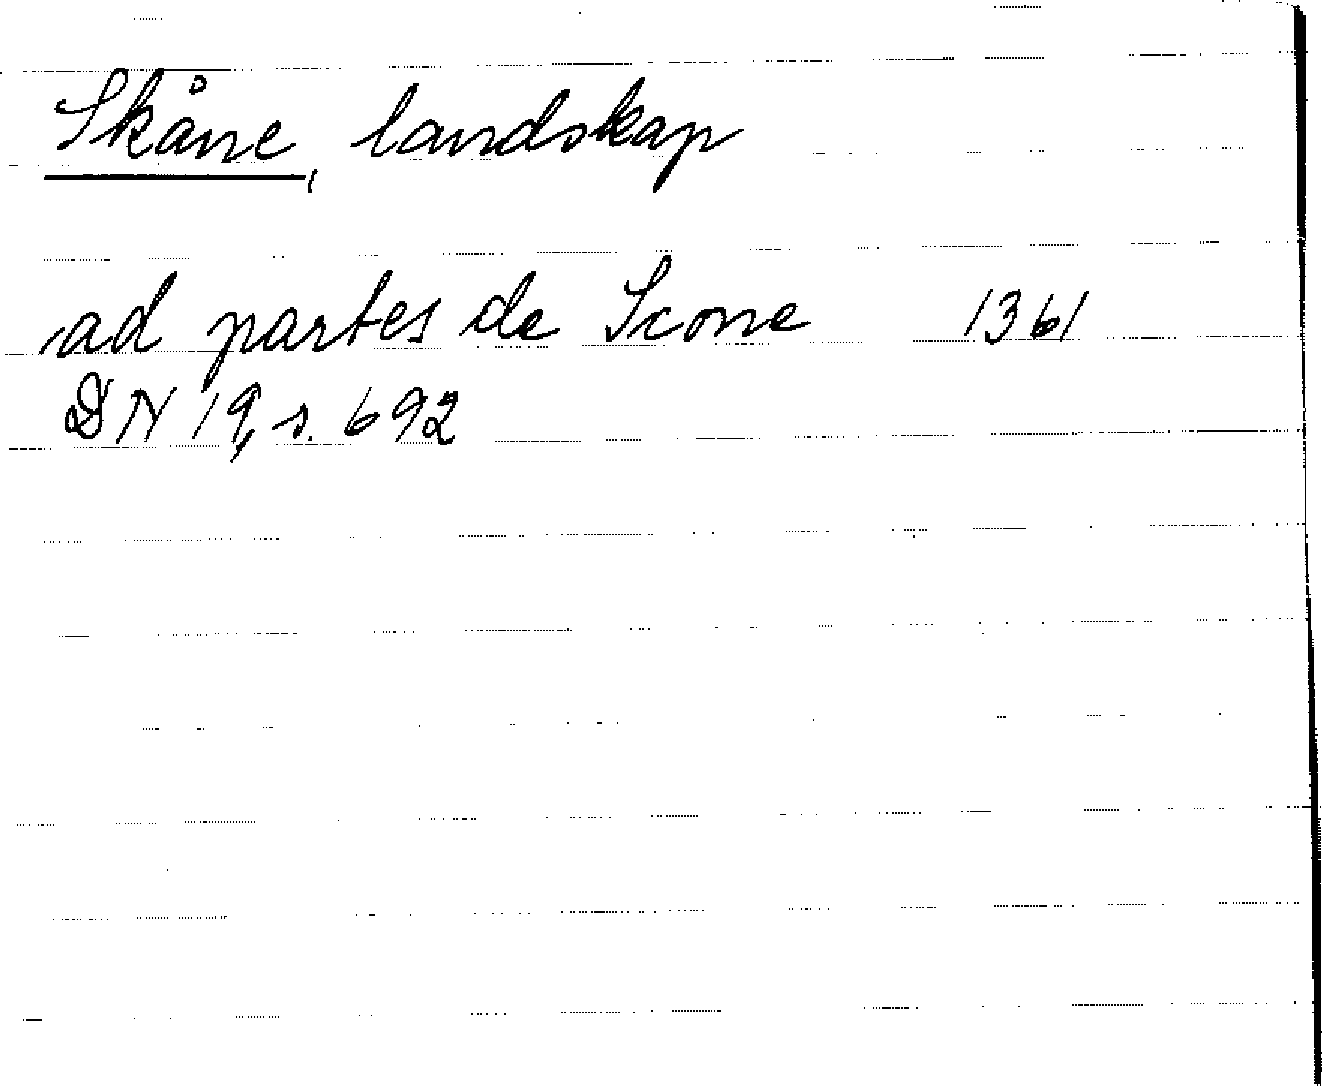 Skåne, landskap
ad partes de Scone 1361
DN 19, s. 692